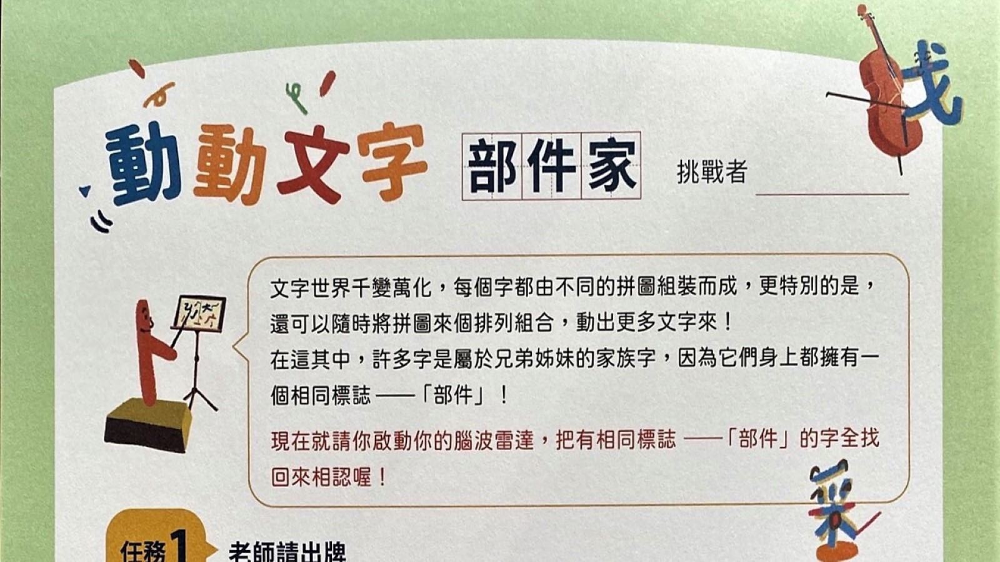 動動文字 部件家 挑戰者
戈
文字世界千變萬化，每個字都由不同的拼圖組裝而成，更特別的是，
還可以隨時將拼圖來個排列組合，動出更多文字來！
在這其中，許多字是屬於兄弟姊妹的家族字，因為它們身上都擁有一
個相同標誌——「部件」！
現在就請你啟動你的腦波雷達，把有相同標誌——「部件」的字全找
回來相認喔！
采
任務1 老師請出牌